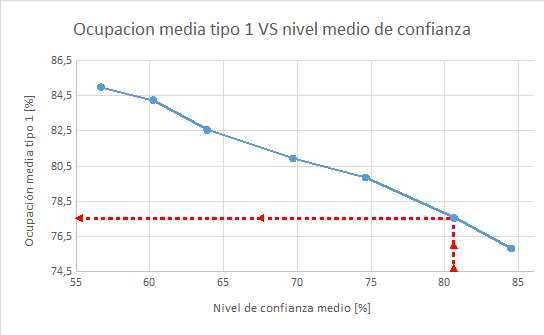 Ocupacion media tipo 1 VS nivel medio de confianza
86,5
84,5
82,5
80,5
78,5
76,5
74,5
Ocupación media tipo 1 [%]
55 60 65 70 75 80 85
Nivel de confianza medio [%]